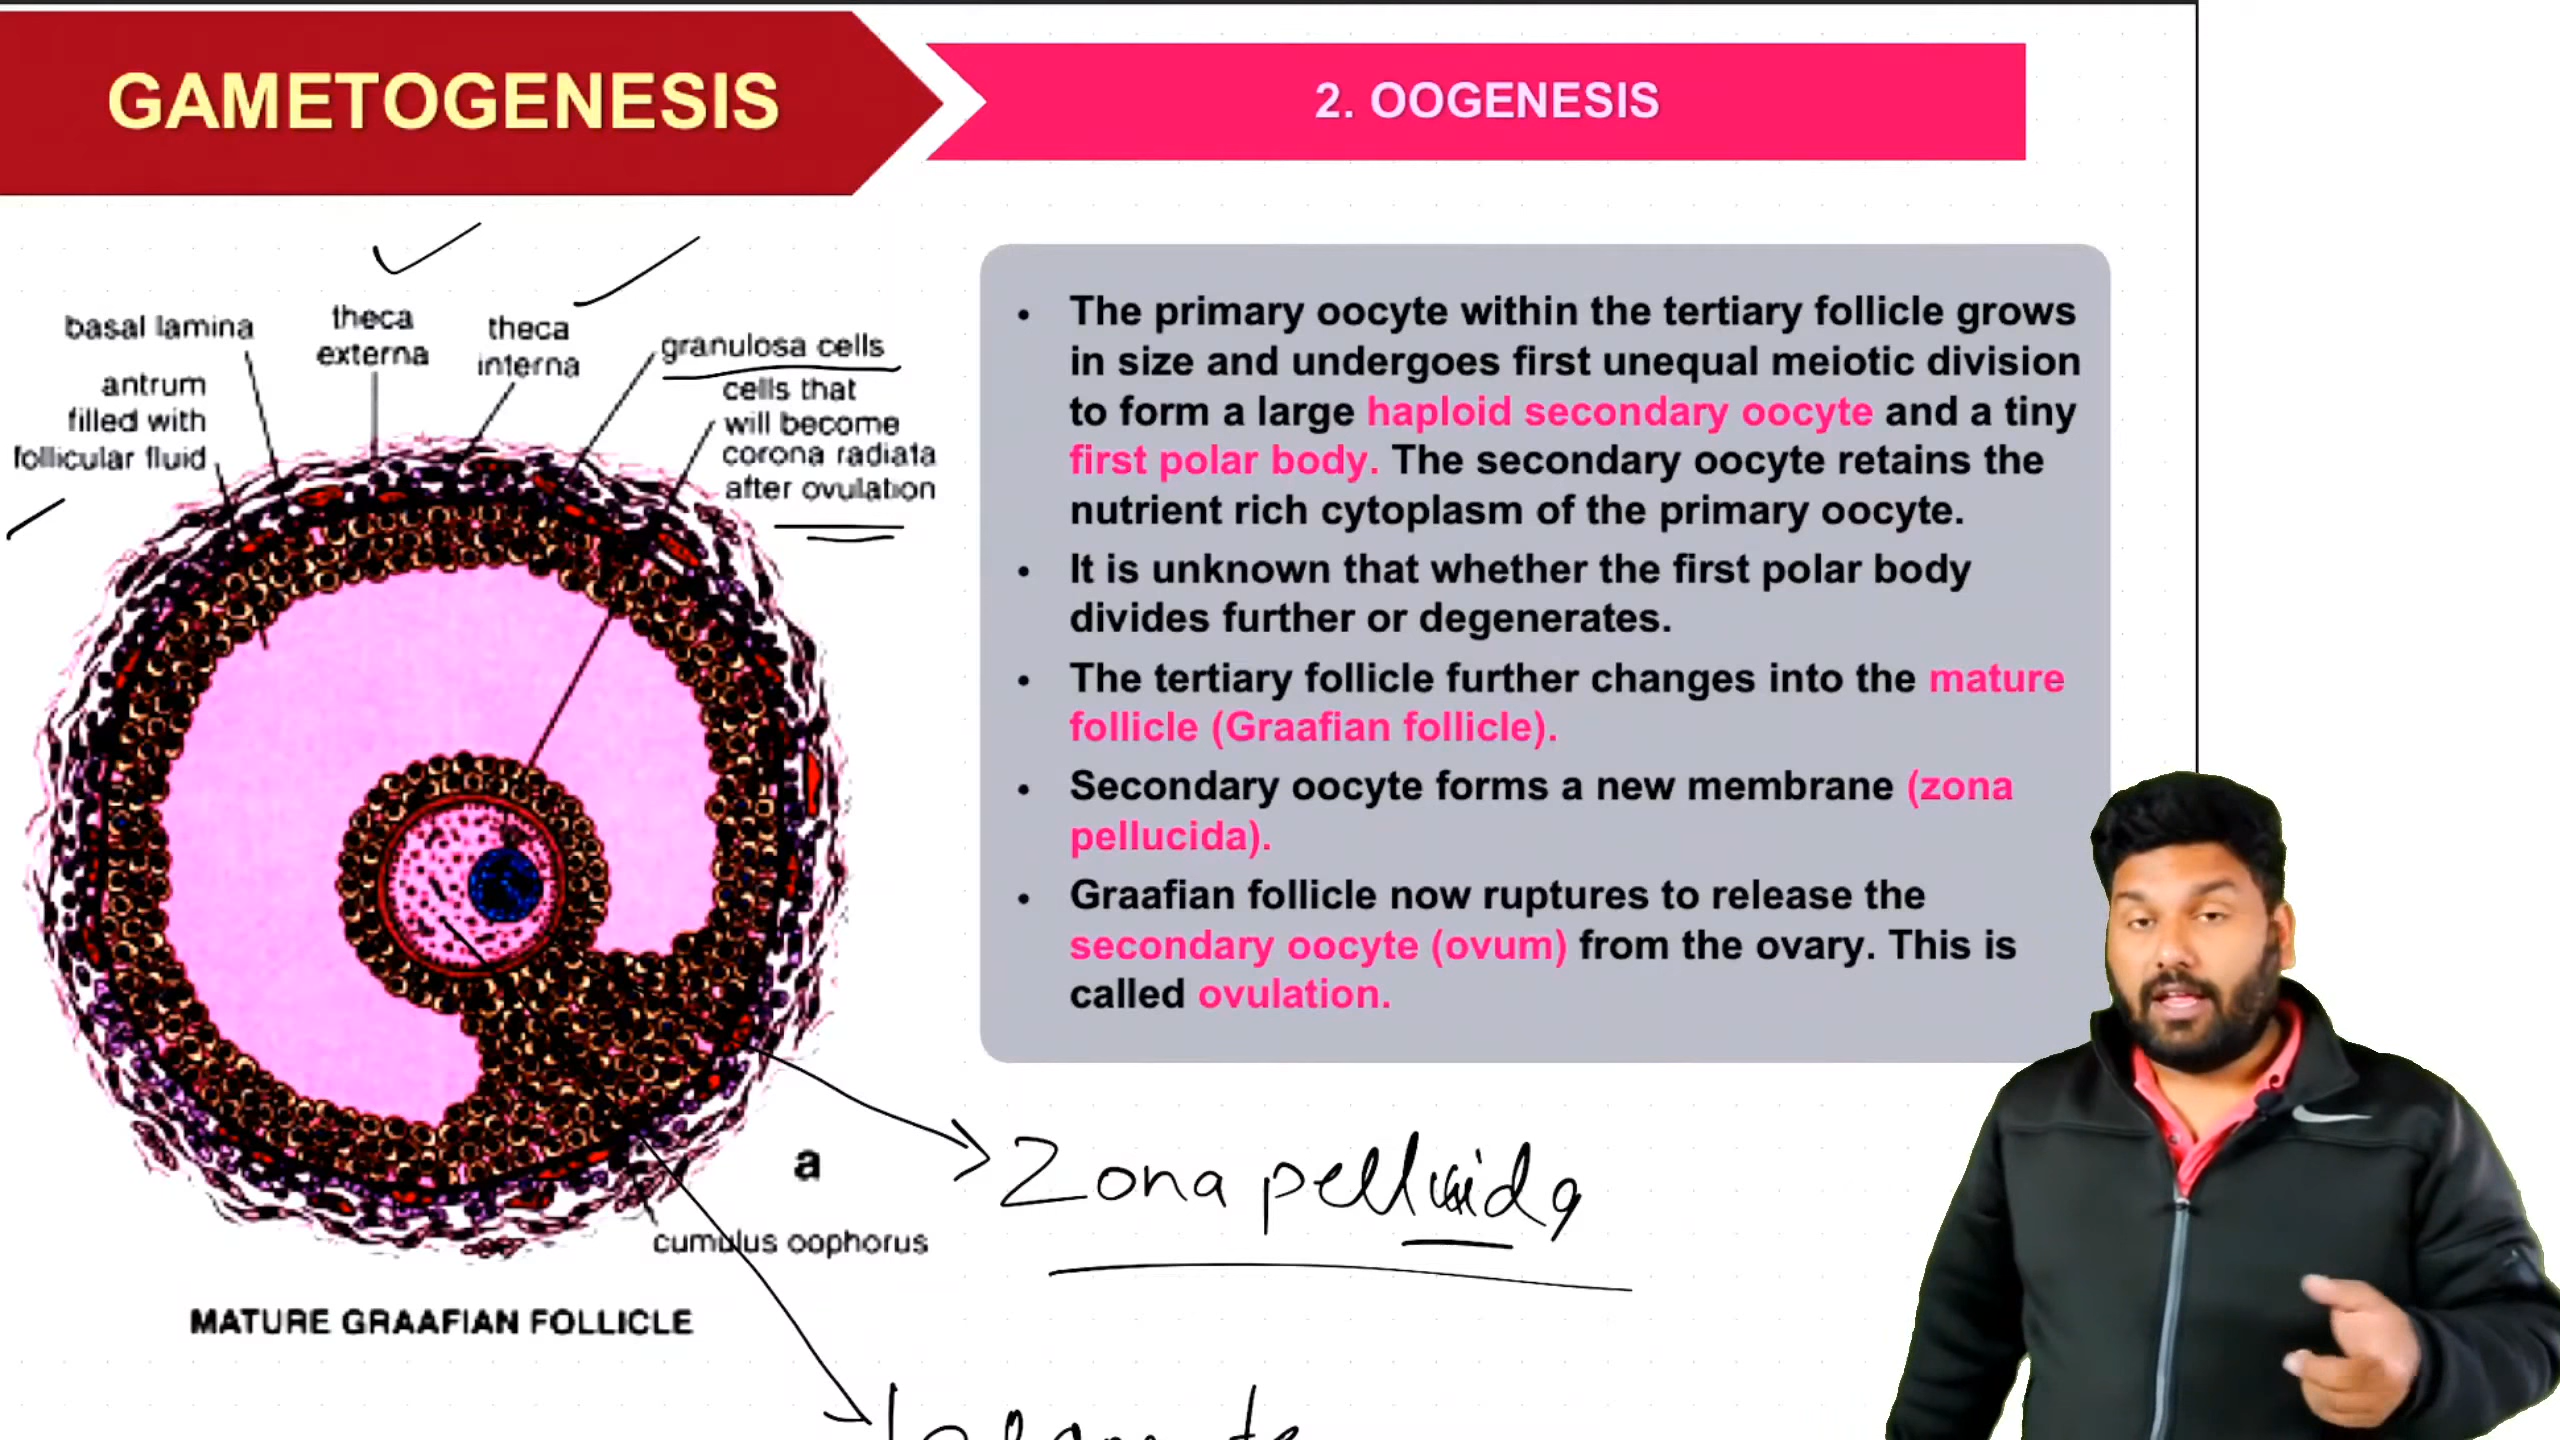 GAMETOGENESIS
2. OOGENESIS
basal lamina
theca
externa
theca
interna
granulosa cells
antrum
filled with
follicular fluid
cells that
will become
corona radiata
after ovulation
a
cumulus oophorus
MATURE GRAAFIAN FOLLICLE
• The primary oocyte within the tertiary follicle grows
in size and undergoes first unequal meiotic division
to form a large haploid secondary oocyte and a tiny
first polar body. The secondary oocyte retains the
nutrient rich cytoplasm of the primary oocyte.
• It is unknown that whether the first polar body
divides further or degenerates.
• The tertiary follicle further changes into the mature
follicle (Graafian follicle).
• Secondary oocyte forms a new membrane (zona
pellucida).
• Graafian follicle now ruptures to release the
secondary oocyte (ovum) from the ovary. This is
called ovulation.
Zona pellucida